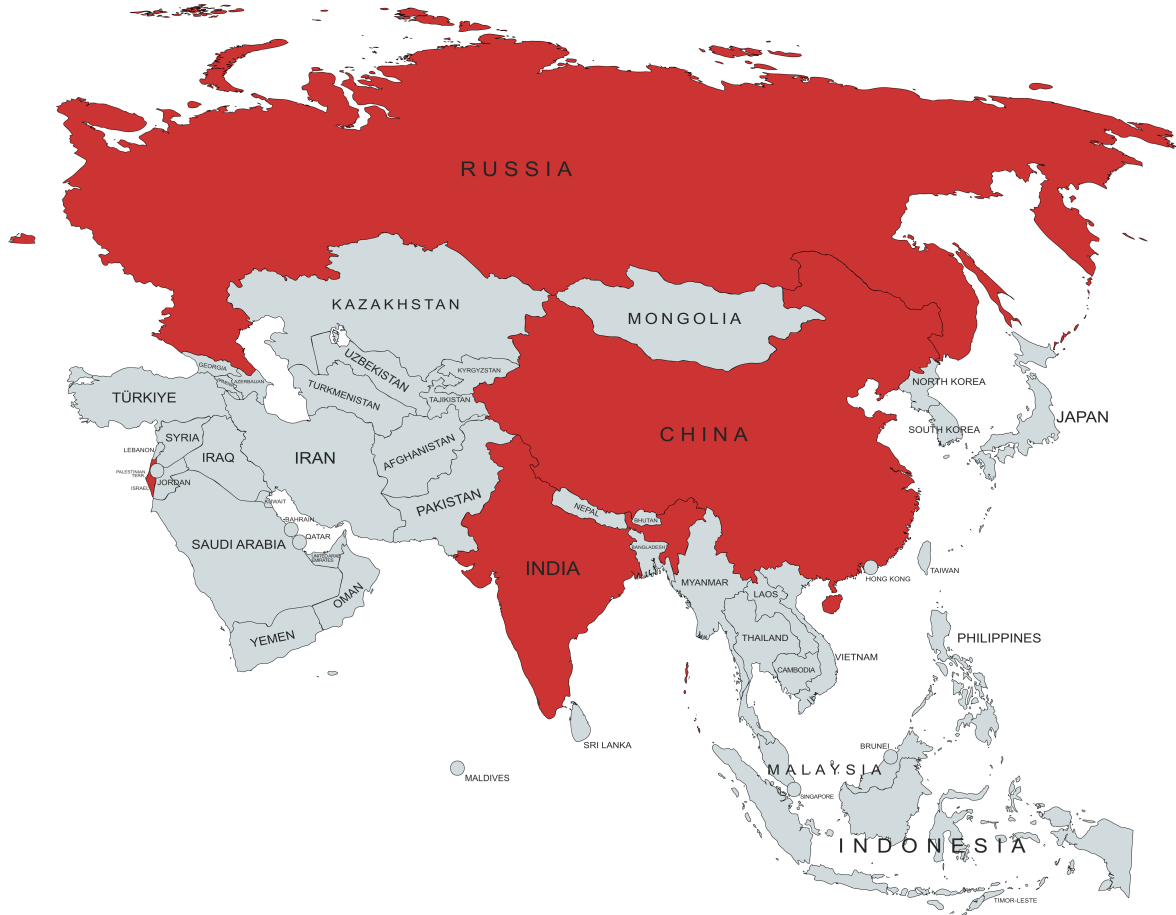 RUSSIA
KAZAKHSTAN
MONGOLIA
UZBEKISTAN
GEORGIA
KYRGYZSTAN
AZERBAIJAN
TURKMENISTAN
NORTH KOREA
TÜRKİYE
TAJIKISTAN
JAPAN
SOUTH KOREA
CHINA
SYRIA
LEBANON
AFGHANISTAN
IRAQ
IRAN
PALESTINIAN
TERR.
JORDAN
ISRAEL
PAKISTAN
KUWAIT
NEPAL
BHUTAN
BAHRAIN
QATAR
SAUDI ARABIA
BANGLADESH
UNITED ARAB
EMIRATES
INDIA
TAIWAN
HONG KONG
MYANMAR
OMAN
LAOS
YEMEN
THAILAND
PHILIPPINES
VIETNAM
CAMBODIA
SRI LANKA
BRUNEI
MALAYSIA
MALDIVES
SINGAPORE
INDONESIA
TIMOR-LESTE